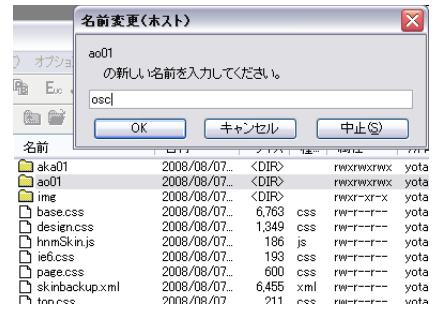 名前変更(ホスト)
ao01
の新しい名前を入力してください。
osc
OK キャンセル 中止(S)
名前
aka01 2008/08/07... <DIR> rwxrwxrwx yota
ao01 2008/08/07... <DIR> rwxrwxrwx yota
img 2008/08/07... <DIR> rwxr-xr-x yota
base.css 2008/08/07... 6,763 css rw-r--r-- yota
design.css 2008/08/07... 1,349 css rw-r--r-- yota
hnmSkin.js 2008/08/07... 186 js rw-r--r-- yota
ie6.css 2008/08/07... 193 css rw-r--r-- yota
page.css 2008/08/07... 600 css rw-r--r-- yota
skinbackup.xml 2008/08/07... 6,455 xml rw-r--r-- yota
top.css 2008/08/07 211 css rw-r--r-- yota